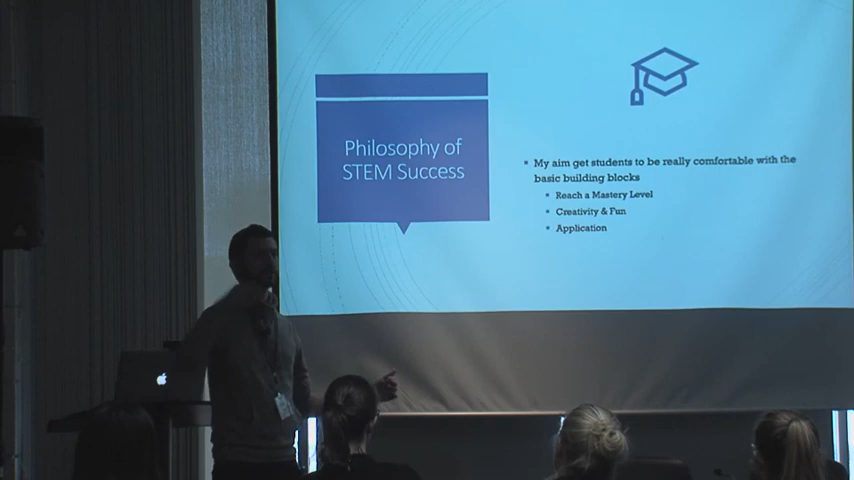 Philosophy of
STEM Success
My aim get students to be really comfortable with the
basic building blocks
Reach a Mastery Level
Creativity & Fun
Application